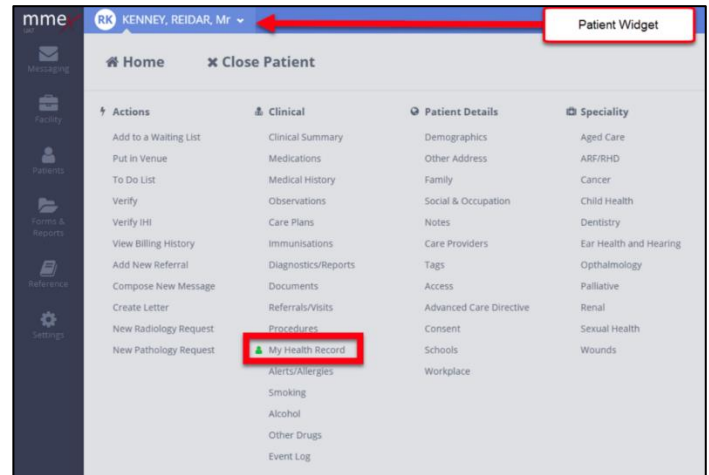 mmex
UAT
RK KENNEY, REIDAR, Mr
Patient Widget
Messaging
Facility
Patients
Forms &
Reports
Reference
Settings
Home
Close Patient
Actions
Add to a Waiting List
Put in Venue
To Do List
Verify
Verify IHI
View Billing History
Add New Referral
Compose New Message
Create Letter
New Radiology Request
New Pathology Request
Clinical
Clinical Summary
Medications
Medical History
Observations
Care Plans
Immunisations
Diagnostics/Reports
Documents
Referrals/Visits
Procedures
My Health Record
Alerts/Allergies
Smoking
Alcohol
Other Drugs
Event Log
Patient Details
Demographics
Other Address
Family
Social & Occupation
Notes
Care Providers
Tags
Access
Advanced Care Directive
Consent
Schools
Workplace
Speciality
Aged Care
ARF/RHD
Cancer
Child Health
Dentistry
Ear Health and Hearing
Opthalmology
Palliative
Renal
Sexual Health
Wounds